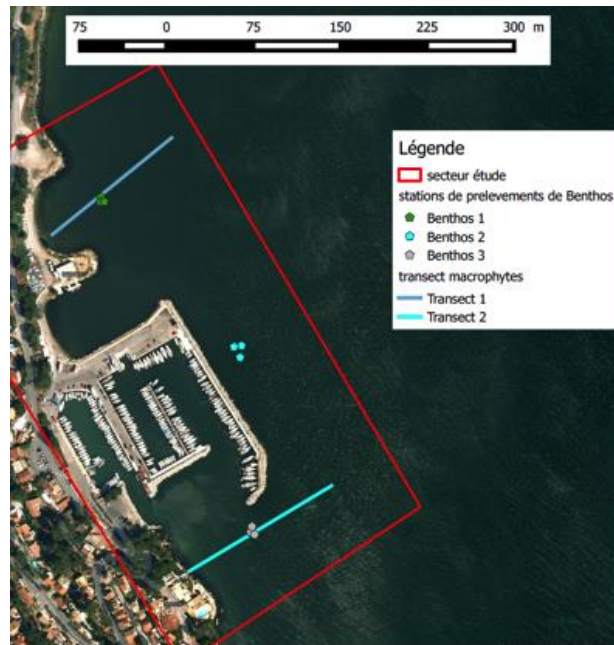 75 0 75 150 225 300 m
Légende
secteur étude
stations de prelevements de Benthos
Benthos 1
Benthos 2
Benthos 3
transect macrophytes
Transect 1
Transect 2